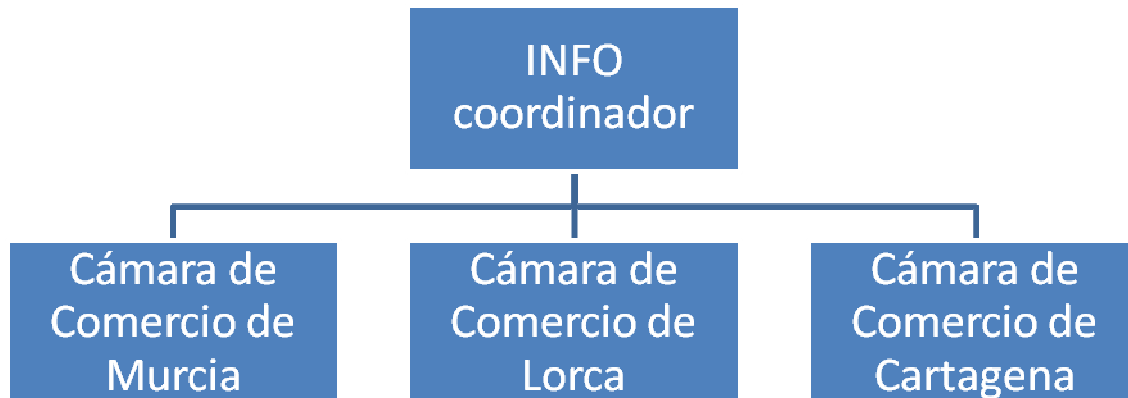 INFO
coordinador
Cámara de
Comercio de
Murcia
Cámara de
Comercio de
Lorca
Cámara de
Comercio de
Cartagena